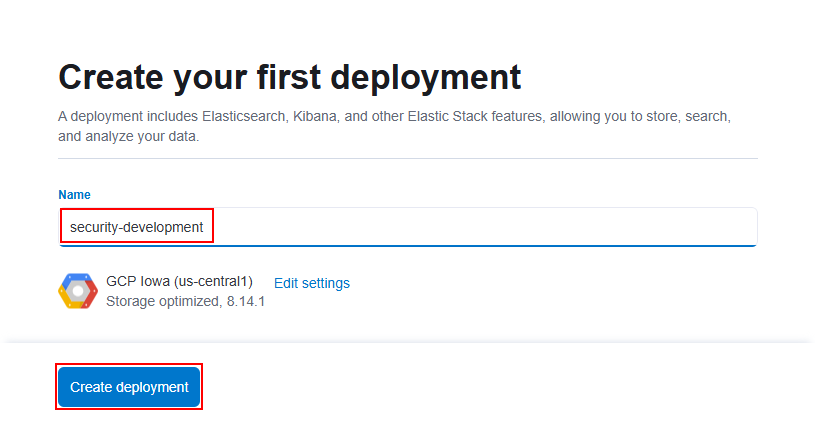 Create your first deployment
A deployment includes Elasticsearch, Kibana, and other Elastic Stack features, allowing you to store, search,
and analyze your data.
Name
security-development
GCP Iowa (us-central1)
Edit settings
Storage optimized, 8.14.1
Create deployment